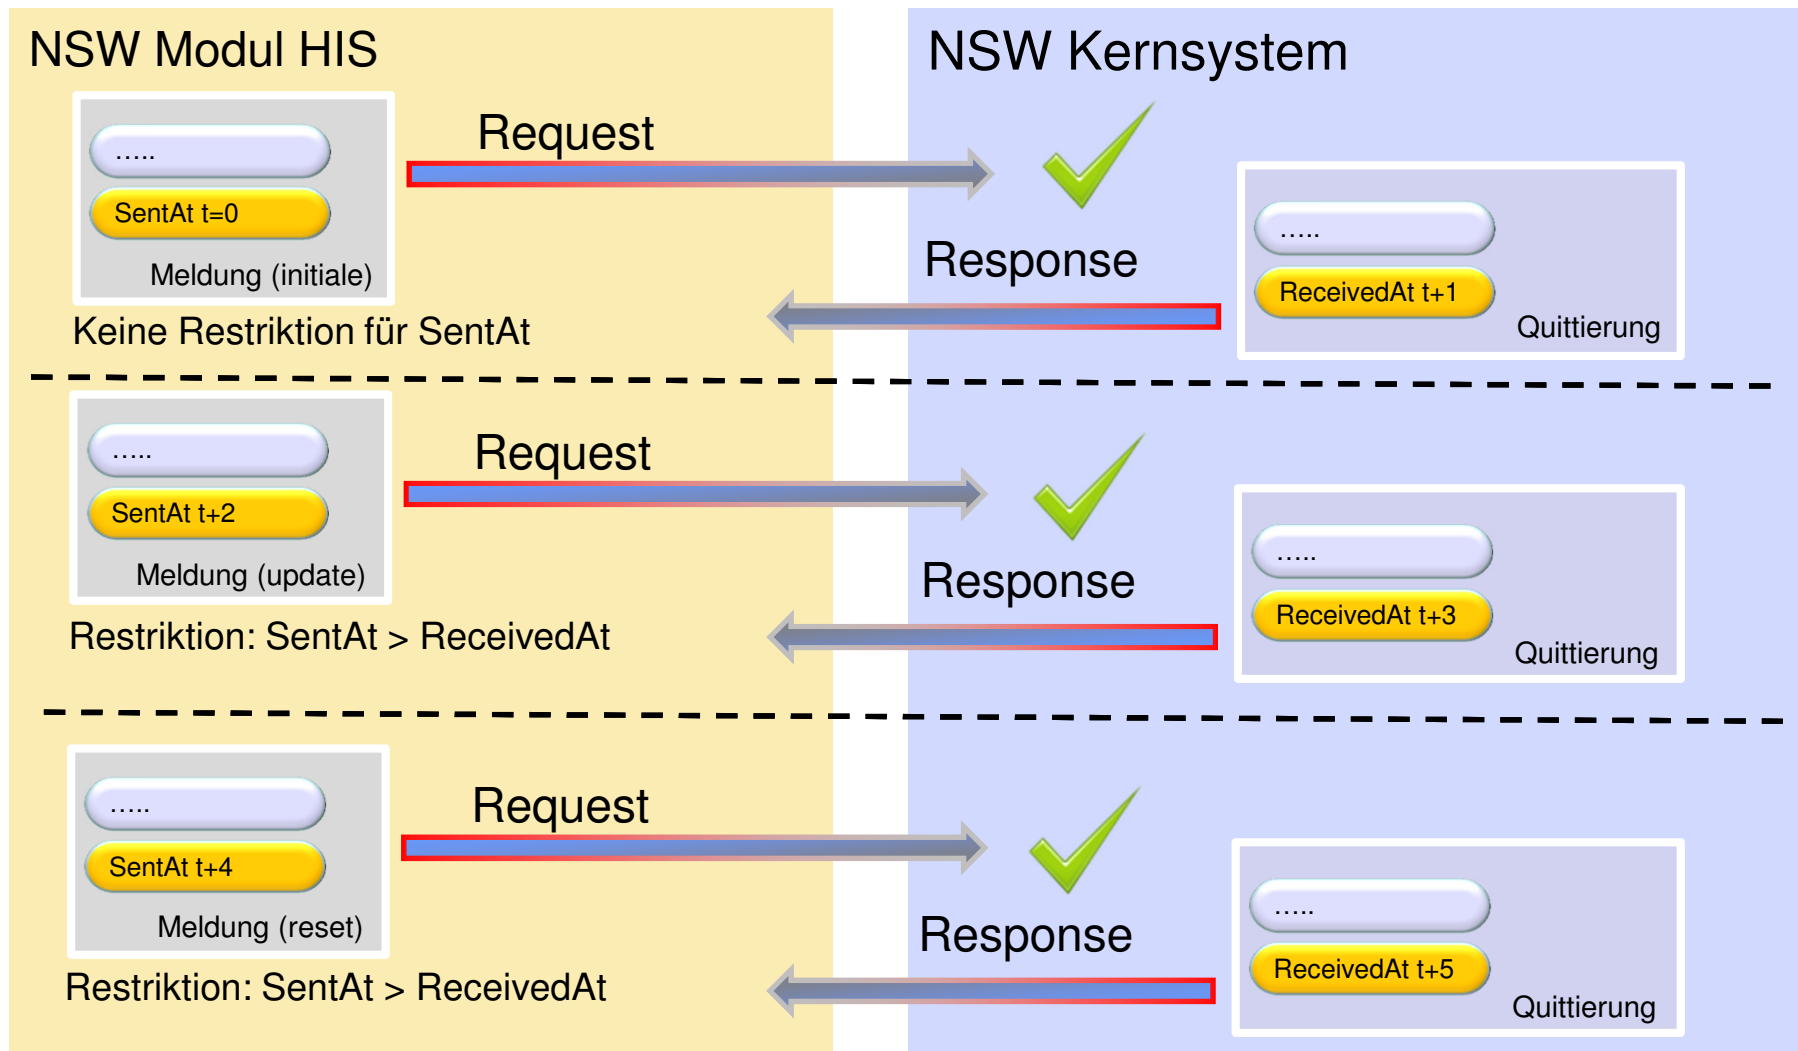 NSW Modul HIS
NSW Kernsystem
…..
SentAt t=0
Meldung (initiale)
Keine Restriktion für SentAt
Request
Response
…..
ReceivedAt t+1
Quittierung
…..
SentAt t+2
Meldung (update)
Restriktion: SentAt > ReceivedAt
Request
Response
…..
ReceivedAt t+3
Quittierung
…..
SentAt t+4
Meldung (reset)
Restriktion: SentAt > ReceivedAt
Request
Response
…..
ReceivedAt t+5
Quittierung